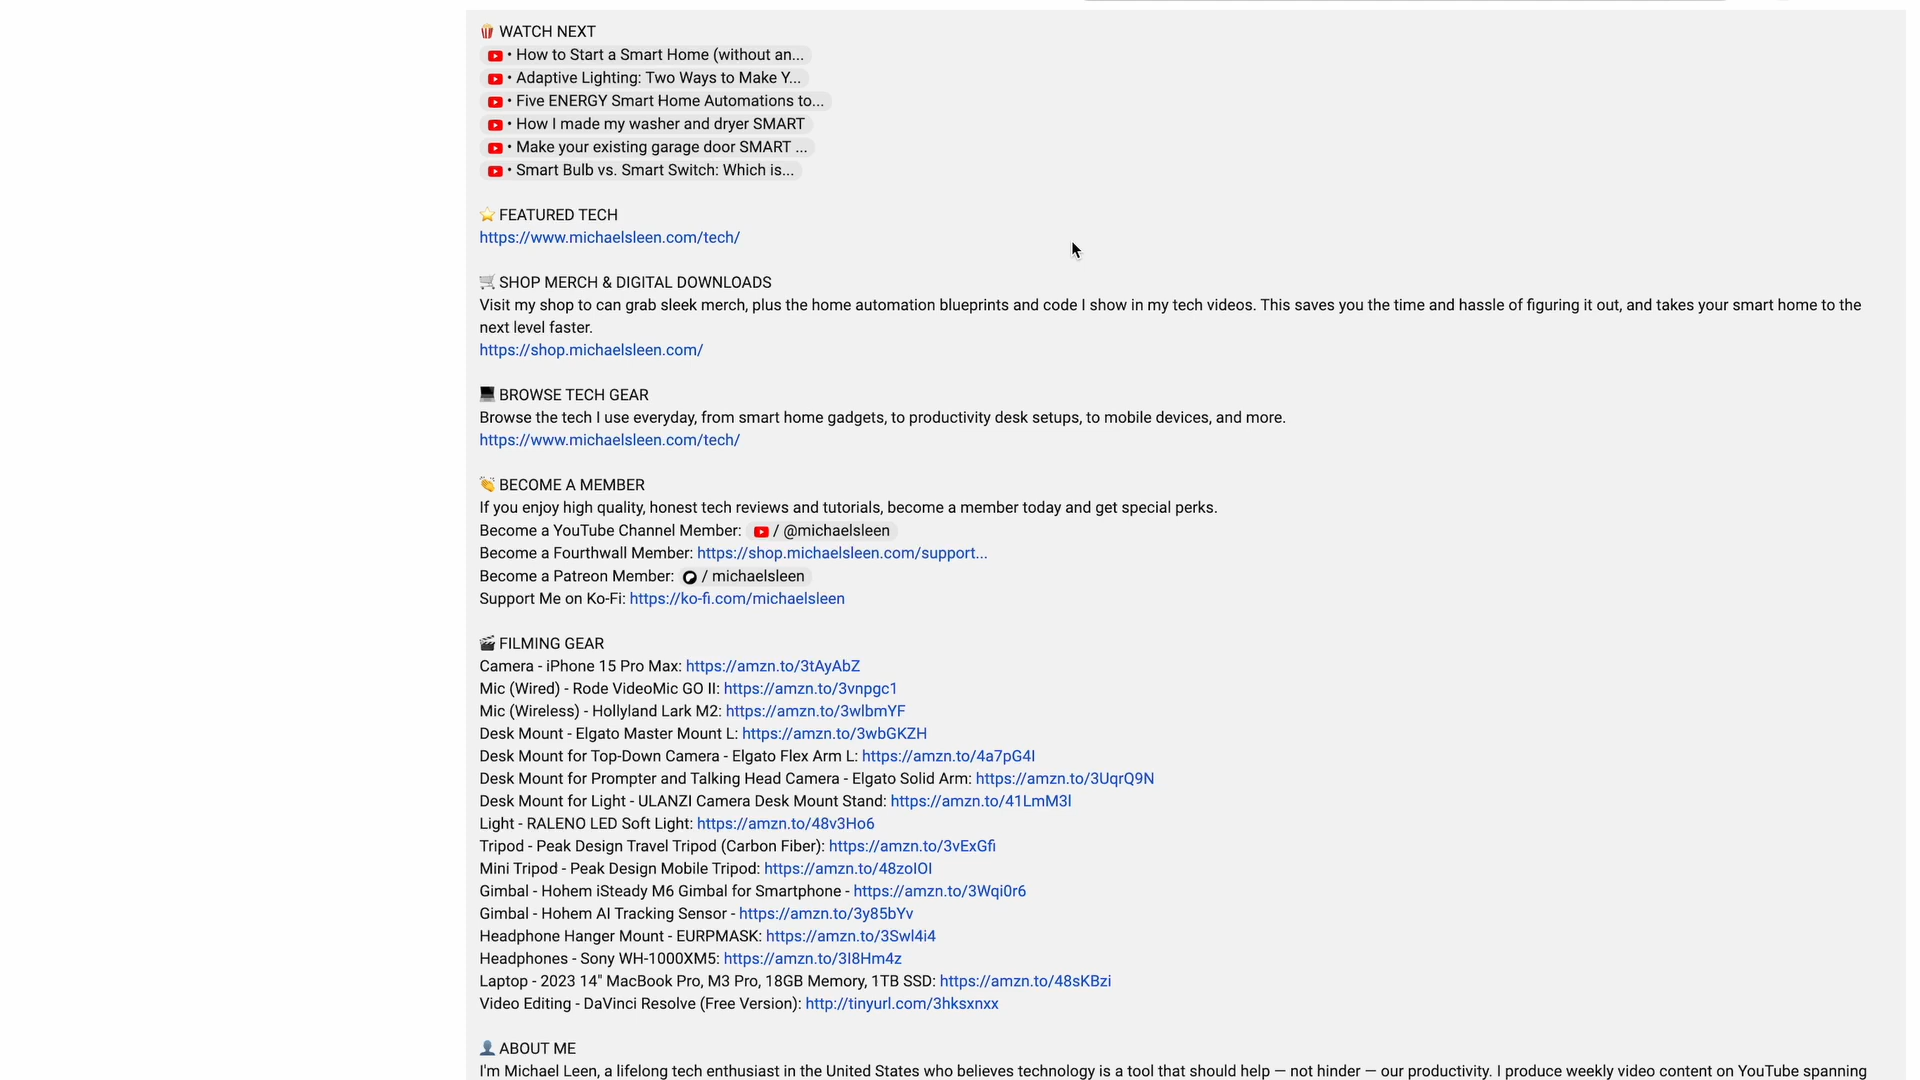 🍿 WATCH NEXT
• How to Start a Smart Home (without an...
• Adaptive Lighting: Two Ways to Make Y...
• Five ENERGY Smart Home Automations to...
• How I made my washer and dryer SMART
• Make your existing garage door SMART ...
• Smart Bulb vs. Smart Switch: Which is...
⭐ FEATURED TECH
https://www.michaelsleen.com/tech/
🛒 SHOP MERCH & DIGITAL DOWNLOADS
Visit my shop to can grab sleek merch, plus the home automation blueprints and code I show in my tech videos. This saves you the time and hassle of figuring it out, and takes your smart home to the
next level faster.
https://shop.michaelsleen.com/
💻 BROWSE TECH GEAR
Browse the tech I use everyday, from smart home gadgets, to productivity desk setups, to mobile devices, and more.
https://www.michaelsleen.com/tech/
👏 BECOME A MEMBER
If you enjoy high quality, honest tech reviews and tutorials, become a member today and get special perks.
Become a YouTube Channel Member: / @michaelsleen
Become a Fourthwall Member: https://shop.michaelsleen.com/support...
Become a Patreon Member: / michaelsleen
Support Me on Ko-Fi: https://ko-fi.com/michaelsleen
🎬 FILMING GEAR
Camera - iPhone 15 Pro Max: https://amzn.to/3tAyAbZ
Mic (Wired) - Rode VideoMic GO II: https://amzn.to/3vnpgc1
Mic (Wireless) - Hollyland Lark M2: https://amzn.to/3wlbmYF
Desk Mount - Elgato Master Mount L: https://amzn.to/3wbGKZH
Desk Mount for Top-Down Camera - Elgato Flex Arm L: https://amzn.to/4a7pG4I
Desk Mount for Prompter and Talking Head Camera - Elgato Solid Arm: https://amzn.to/3UqrQ9N
Desk Mount for Light - ULANZI Camera Desk Mount Stand: https://amzn.to/41LmM3l
Light - RALENO LED Soft Light: https://amzn.to/48v3Ho6
Tripod - Peak Design Travel Tripod (Carbon Fiber): https://amzn.to/3vExGfi
Mini Tripod - Peak Design Mobile Tripod: https://amzn.to/48zoIOI
Gimbal - Hohem iSteady M6 Gimbal for Smartphone - https://amzn.to/3Wqi0r6
Gimbal - Hohem AI Tracking Sensor - https://amzn.to/3y85bYv
Headphone Hanger Mount - EURPMASK: https://amzn.to/3Swl4i4
Headphones - Sony WH-1000XM5: https://amzn.to/3I8Hm4z
Laptop - 2023 14" MacBook Pro, M3 Pro, 18GB Memory, 1TB SSD: https://amzn.to/48sKBzi
Video Editing - DaVinci Resolve (Free Version): http://tinyurl.com/3hksxnxx
👤 ABOUT ME
I'm Michael Leen, a lifelong tech enthusiast in the United States who believes technology is a tool that should help — not hinder — our productivity. I produce weekly video content on YouTube spanning